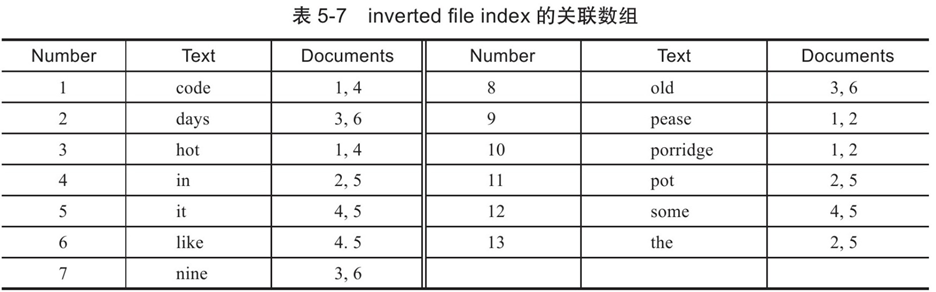 表 5-7 inverted file index 的关联数组
Number Text Documents Number Text Documents
1 code 1, 4 8 old 3, 6
2 days 3, 6 9 pease 1, 2
3 hot 1, 4 10 porridge 1, 2
4 in 2, 5 11 pot 2, 5
5 it 4, 5 12 some 4, 5
6 like 4. 5 13 the 2, 5
7 nine 3, 6